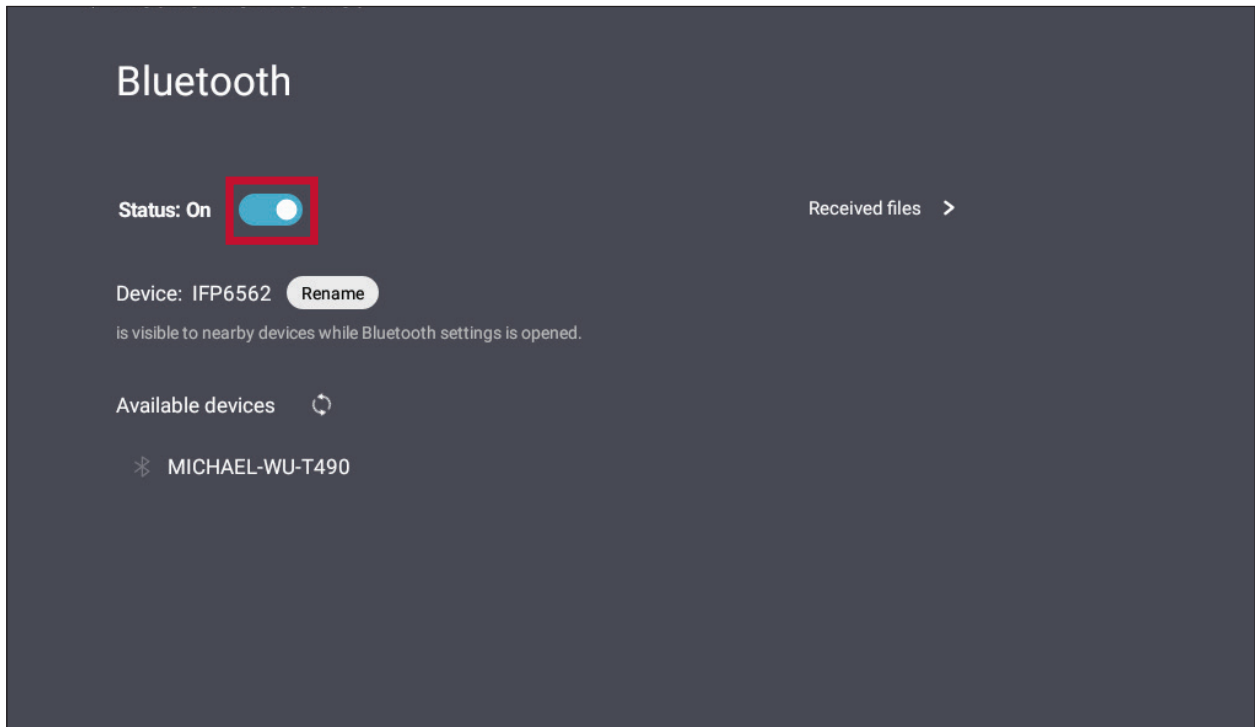 Bluetooth
Status: On
Received files
Device: IFP6562 Rename
is visible to nearby devices while Bluetooth settings is opened.
Available devices
MICHAEL-WU-T490